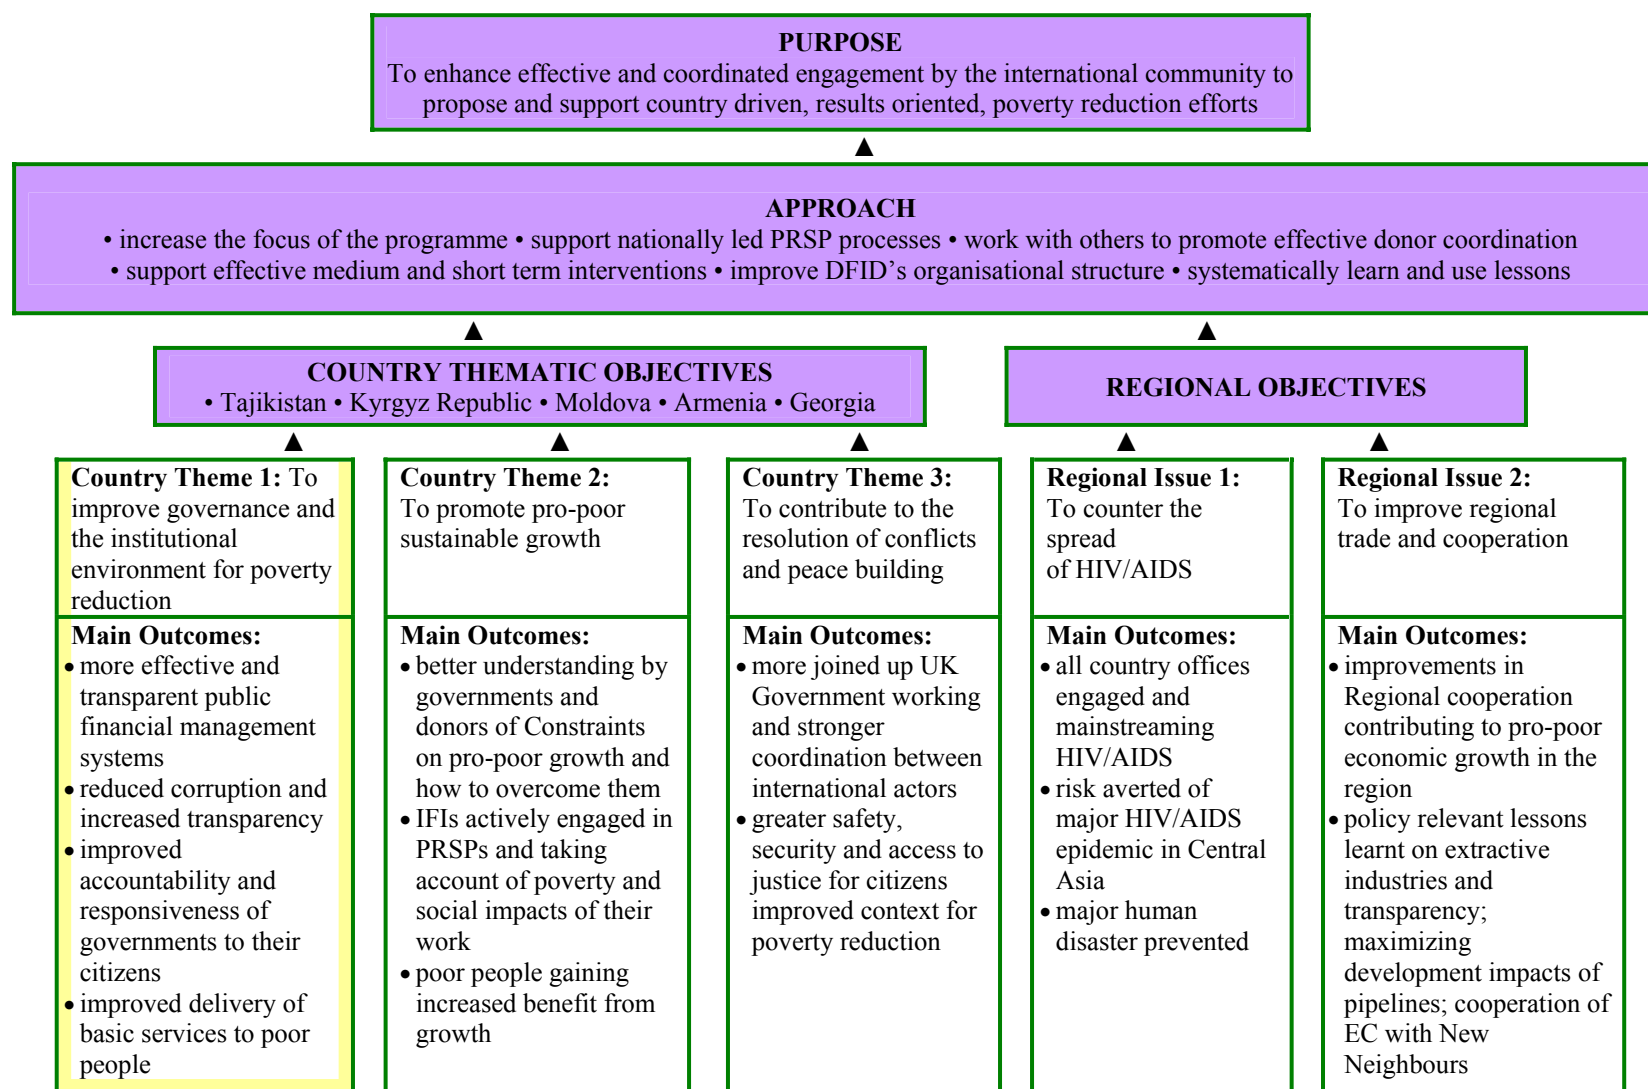 PURPOSE
To enhance effective and coordinated engagement by the international community to
propose and support country driven, results oriented, poverty reduction efforts
▲
APPROACH
• increase the focus of the programme • support nationally led PRSP processes • work with others to promote effective donor coordination
• support effective medium and short term interventions • improve DFID's organisational structure • systematically learn and use lessons
▲ ▲
COUNTRY THEMATIC OBJECTIVES
• Tajikistan • Kyrgyz Republic • Moldova • Armenia • Georgia
REGIONAL OBJECTIVES
▲ ▲ ▲ ▲ ▲
Country Theme 1: To
improve governance and
the institutional
environment for poverty
reduction
Main Outcomes:
• more effective and
transparent public
financial management
systems
• reduced corruption and
increased transparency
• improved
accountability and
responsiveness of
governments to their
citizens
• improved delivery of
basic services to poor
people
Country Theme 2:
To promote pro-poor
sustainable growth
Main Outcomes:
• better understanding by
governments and
donors of Constraints
on pro-poor growth and
how to overcome them
• IFIs actively engaged in
PRSPs and taking
account of poverty and
social impacts of their
work
• poor people gaining
increased benefit from
growth
Country Theme 3:
To contribute to the
resolution of conflicts
and peace building
Main Outcomes:
• more joined up UK
Government working
and stronger
coordination between
international actors
• greater safety,
security and access to
justice for citizens
improved context for
poverty reduction
Regional Issue 1:
To counter the
spread
of HIV/AIDS
Main Outcomes:
• all country offices
engaged and
mainstreaming
HIV/AIDS
• risk averted of
major HIV/AIDS
epidemic in Central
Asia
• major human
disaster prevented
Regional Issue 2:
To improve regional
trade and cooperation
Main Outcomes:
• improvements in
Regional cooperation
contributing to pro-poor
economic growth in the
region
• policy relevant lessons
learnt on extractive
industries and
transparency;
maximizing
development impacts of
pipelines; cooperation of
EC with New
Neighbours